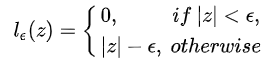 l_ϵ(z) = { 0, if |z| < ϵ,
|z| − ϵ, otherwise